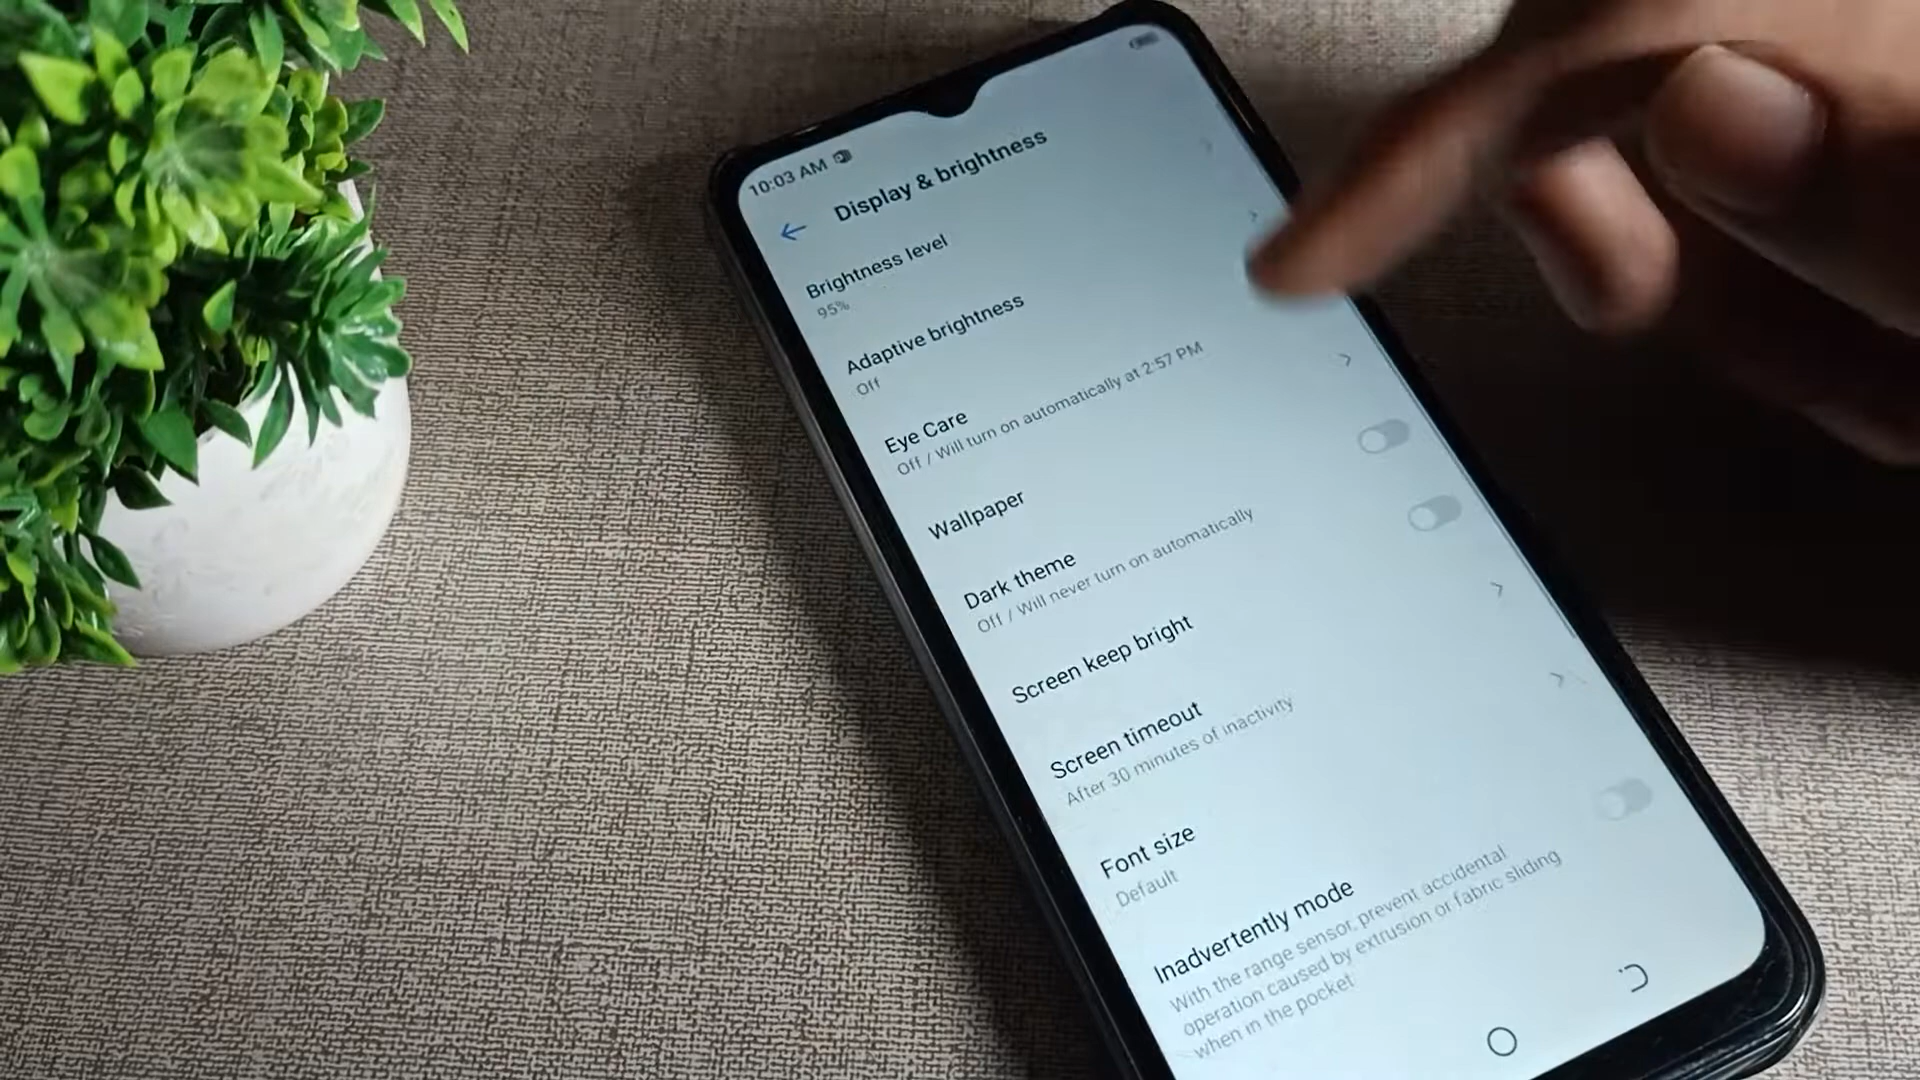 10:03 AM
Display & brightness
Brightness level
95%
Adaptive brightness
Off
Eye Care
Off / Will turn on automatically at 2:57 PM
Wallpaper
Dark theme
Off / Will never turn on automatically
Screen keep bright
Screen timeout
After 30 minutes of inactivity
Font size
Default
Inadvertently mode
With the range sensor, prevent accidental
operation caused by extrusion or fabric sliding
when in the pocket